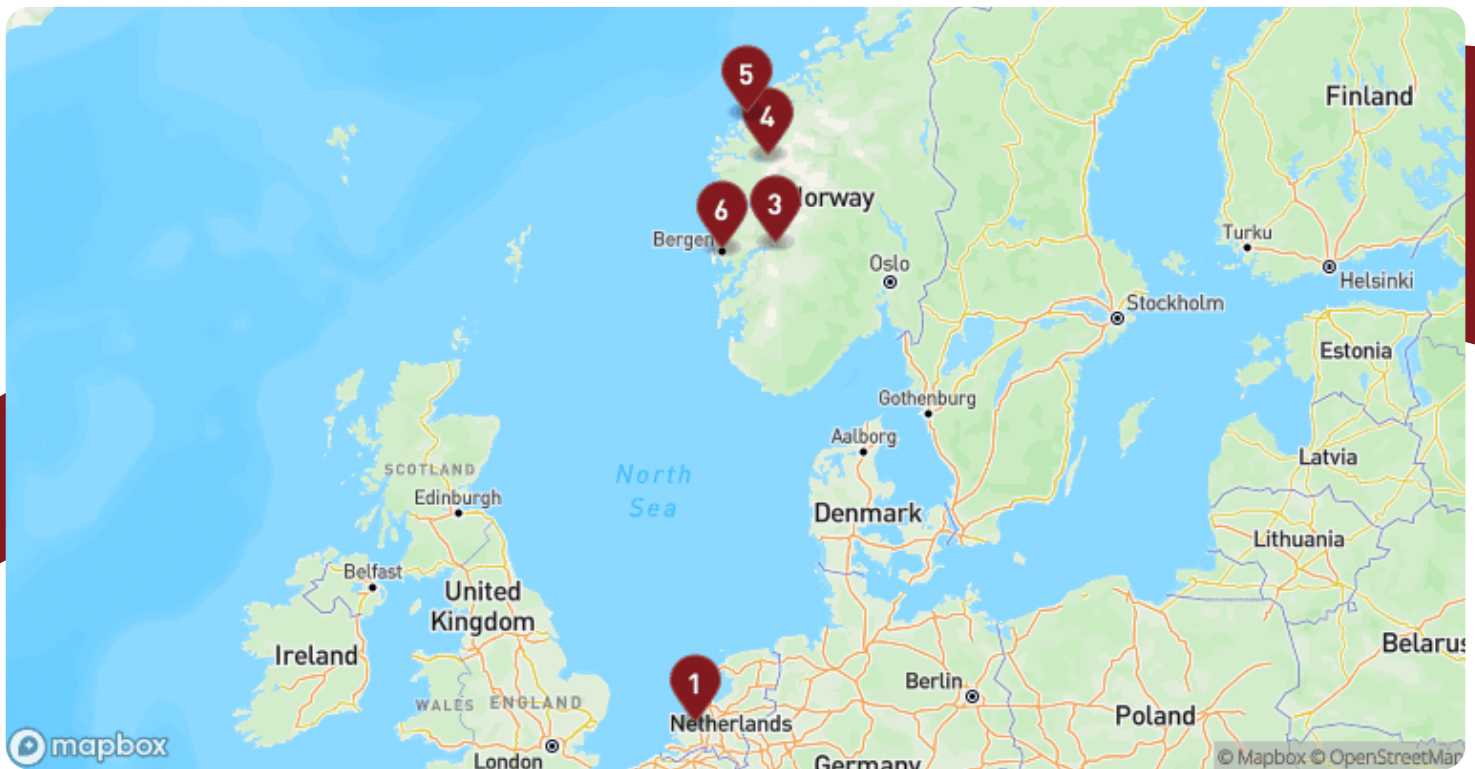 5
Finland
4
6
3
orway
Bergen
Turku
Oslo
Helsinki
Stockholm
Estonia
Gothenburg
Aalborg
SCOTLAND
North
Sea
Latvia
Edinburgh
Denmark
Lithuania
Belfast
United
Kingdom
Ireland
Belarus
1
Berlin
WALES
ENGLAND
Netherlands
Poland
mapbox
London
Germany
© Mapbox © OpenStreetMap